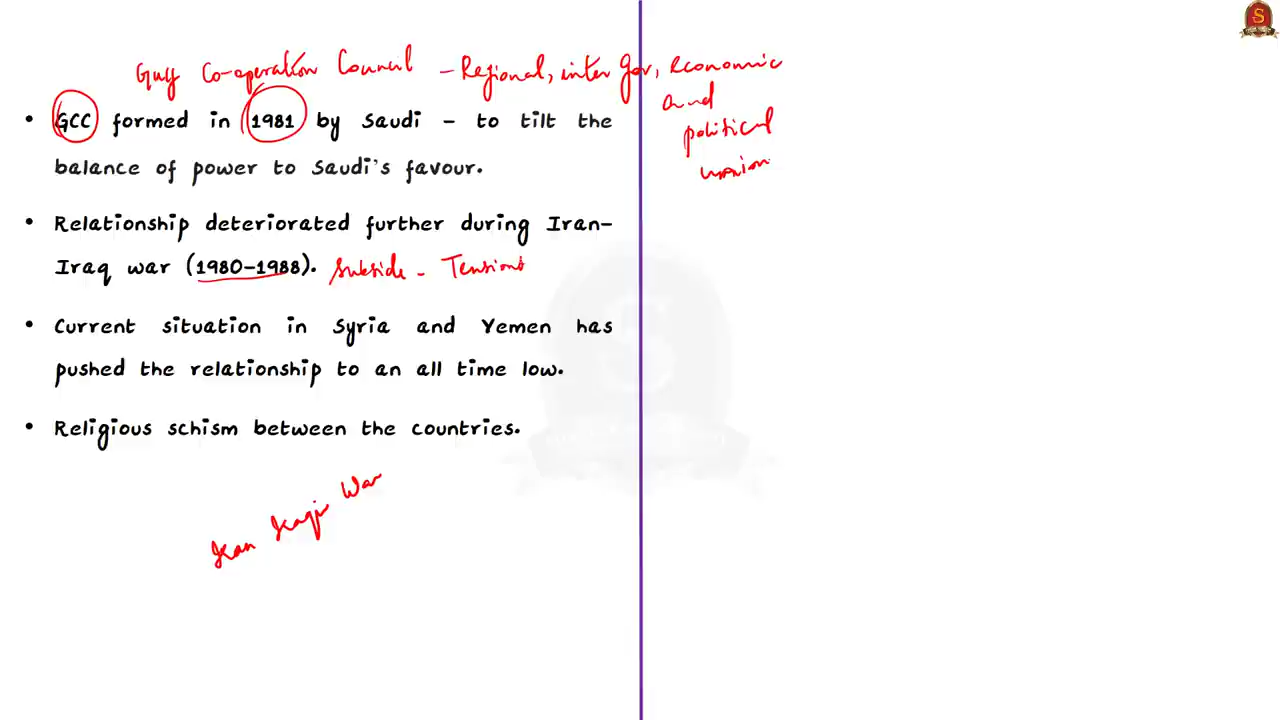 Gulf Co-operation Council - Regional, inter Gov, economic
and
political
union
• GCC formed in 1981 by Saudi - to tilt the
balance of power to Saudi's favour.
• Relationship deteriorated further during Iran-
Iraq war (1980-1988). Subside - Tensions
• Current situation in Syria and Yemen has
pushed the relationship to an all time low.
• Religious schism between the countries.
Iran Iraqi War
S